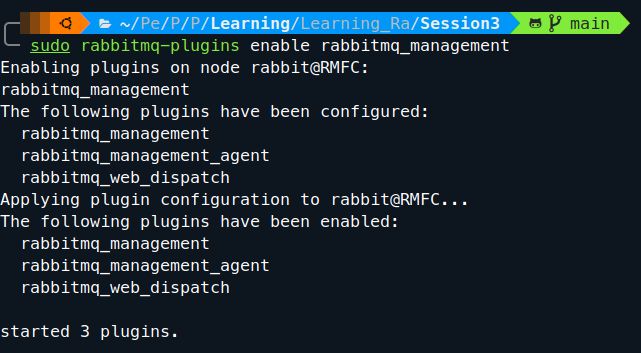 ~/Pe/P/P/Learning/Learning_Ra/Session3 main
sudo rabbitmq-plugins enable rabbitmq_management
Enabling plugins on node rabbit@RMFC:
rabbitmq_management
The following plugins have been configured:
  rabbitmq_management
  rabbitmq_management_agent
  rabbitmq_web_dispatch
Applying plugin configuration to rabbit@RMFC...
The following plugins have been enabled:
  rabbitmq_management
  rabbitmq_management_agent
  rabbitmq_web_dispatch
started 3 plugins.